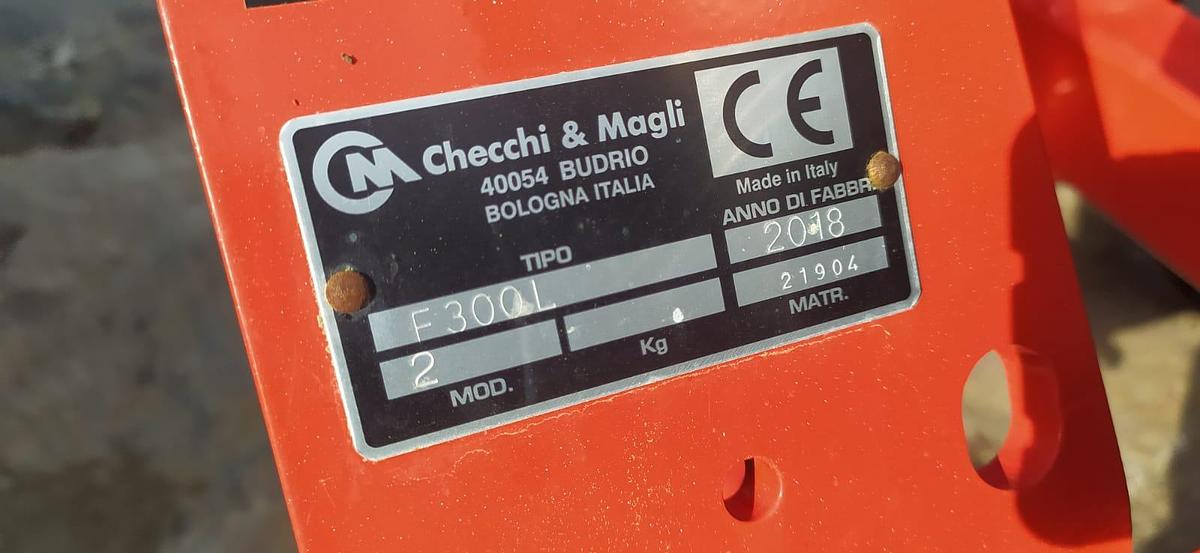 CM Checchi & Magli
40054 BUDRIO
BOLOGNA ITALIA
CE
Made in Italy
TIPO
F300L
ANNO DI FABBR.
2018
2
MOD.
Kg
21904
MATR.